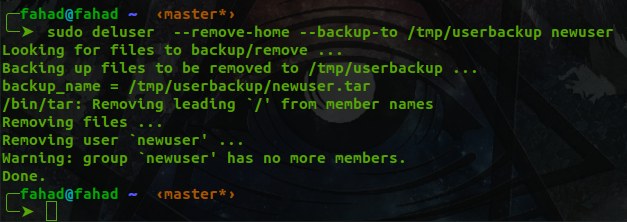 ╭─fahad@fahad ~ ‹master*›
╰─➤ sudo deluser  --remove-home --backup-to /tmp/userbackup newuser
Looking for files to backup/remove ...
Backing up files to be removed to /tmp/userbackup ...
backup_name = /tmp/userbackup/newuser.tar
/bin/tar: Removing leading `/' from member names
Removing files ...
Removing user `newuser' ...
Warning: group `newuser' has no more members.
Done.
╭─fahad@fahad ~ ‹master*›
╰─➤